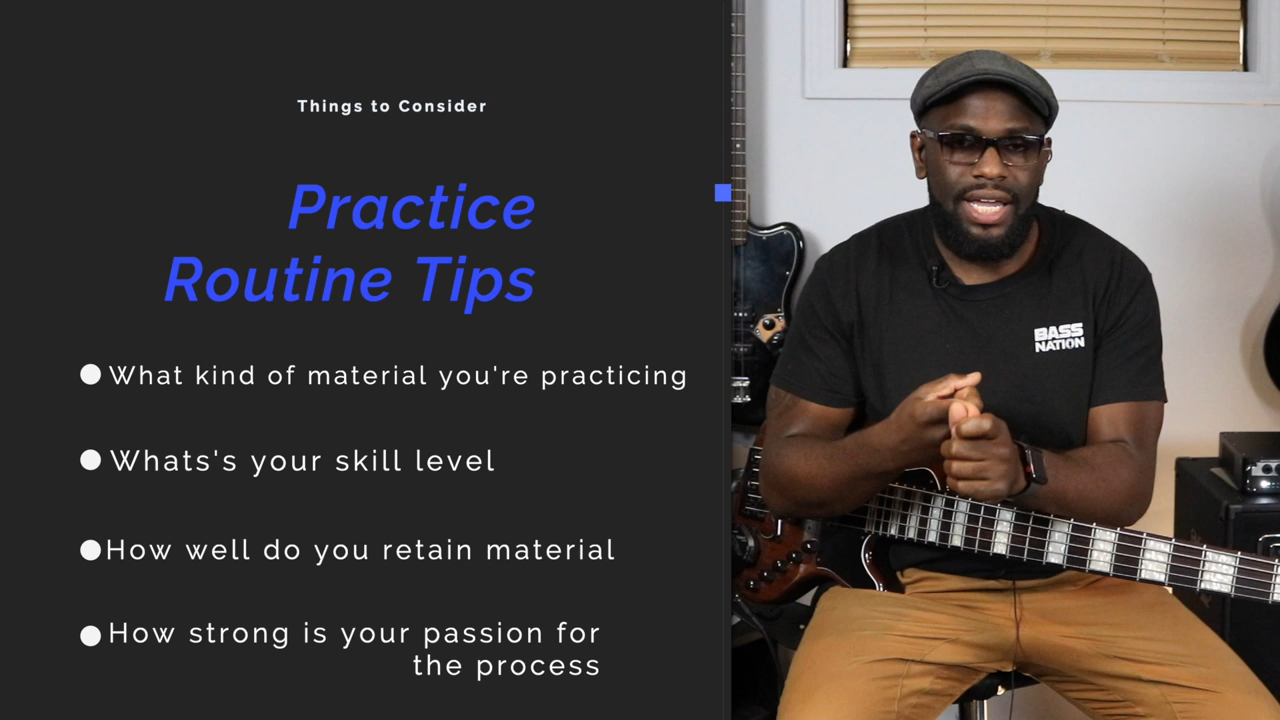 Things to Consider
Practice
Routine Tips
What kind of material you're practicing
Whats's your skill level
How well do you retain material
How strong is your passion for
the process
BASS
NATION